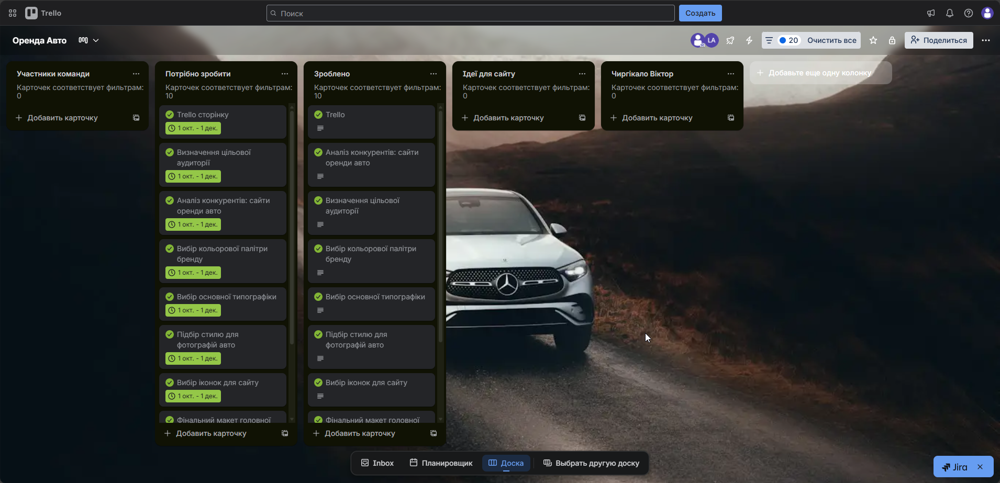 Trello
Поиск
Создать
Оренда Авто
LA
20
Очистить все
Поделиться
Участники команди
Карточек соответствует фильтрам:
0
Добавить карточку
Потрібно зробити
Карточек соответствует фильтрам:
10
Trello сторінку
1 окт. - 1 дек.
Визначення цільової
аудиторії
1 окт. - 1 дек.
Аналіз конкурентів: сайти
оренди авто
1 окт. - 1 дек.
Вибір кольорової палітри
бренду
1 окт. - 1 дек.
Вибір основної типографіки
1 окт. - 1 дек.
Підбір стилю для
фотографій авто
1 окт. - 1 дек.
Вибір іконок для сайту
1 окт. - 1 дек.
Фінальний макет головної
Добавить карточку
Зроблено
Карточек соответствует фильтрам:
10
Trello
Аналіз конкурентів: сайти
оренди авто
Визначення цільової
аудиторії
Вибір кольорової палітри
бренду
Вибір основної типографіки
Підбір стилю для
фотографій авто
Вибір іконок для сайту
Фінальний макет головної
Добавить карточку
Ідеї для сайту
Карточек соответствует фильтрам:
0
Добавить карточку
Чиргікало Віктор
Карточек соответствует фильтрам:
0
Добавить карточку
Добавьте еще одну колонку
Inbox
Планировщик
Доска
Выбрать другую доску
Jira